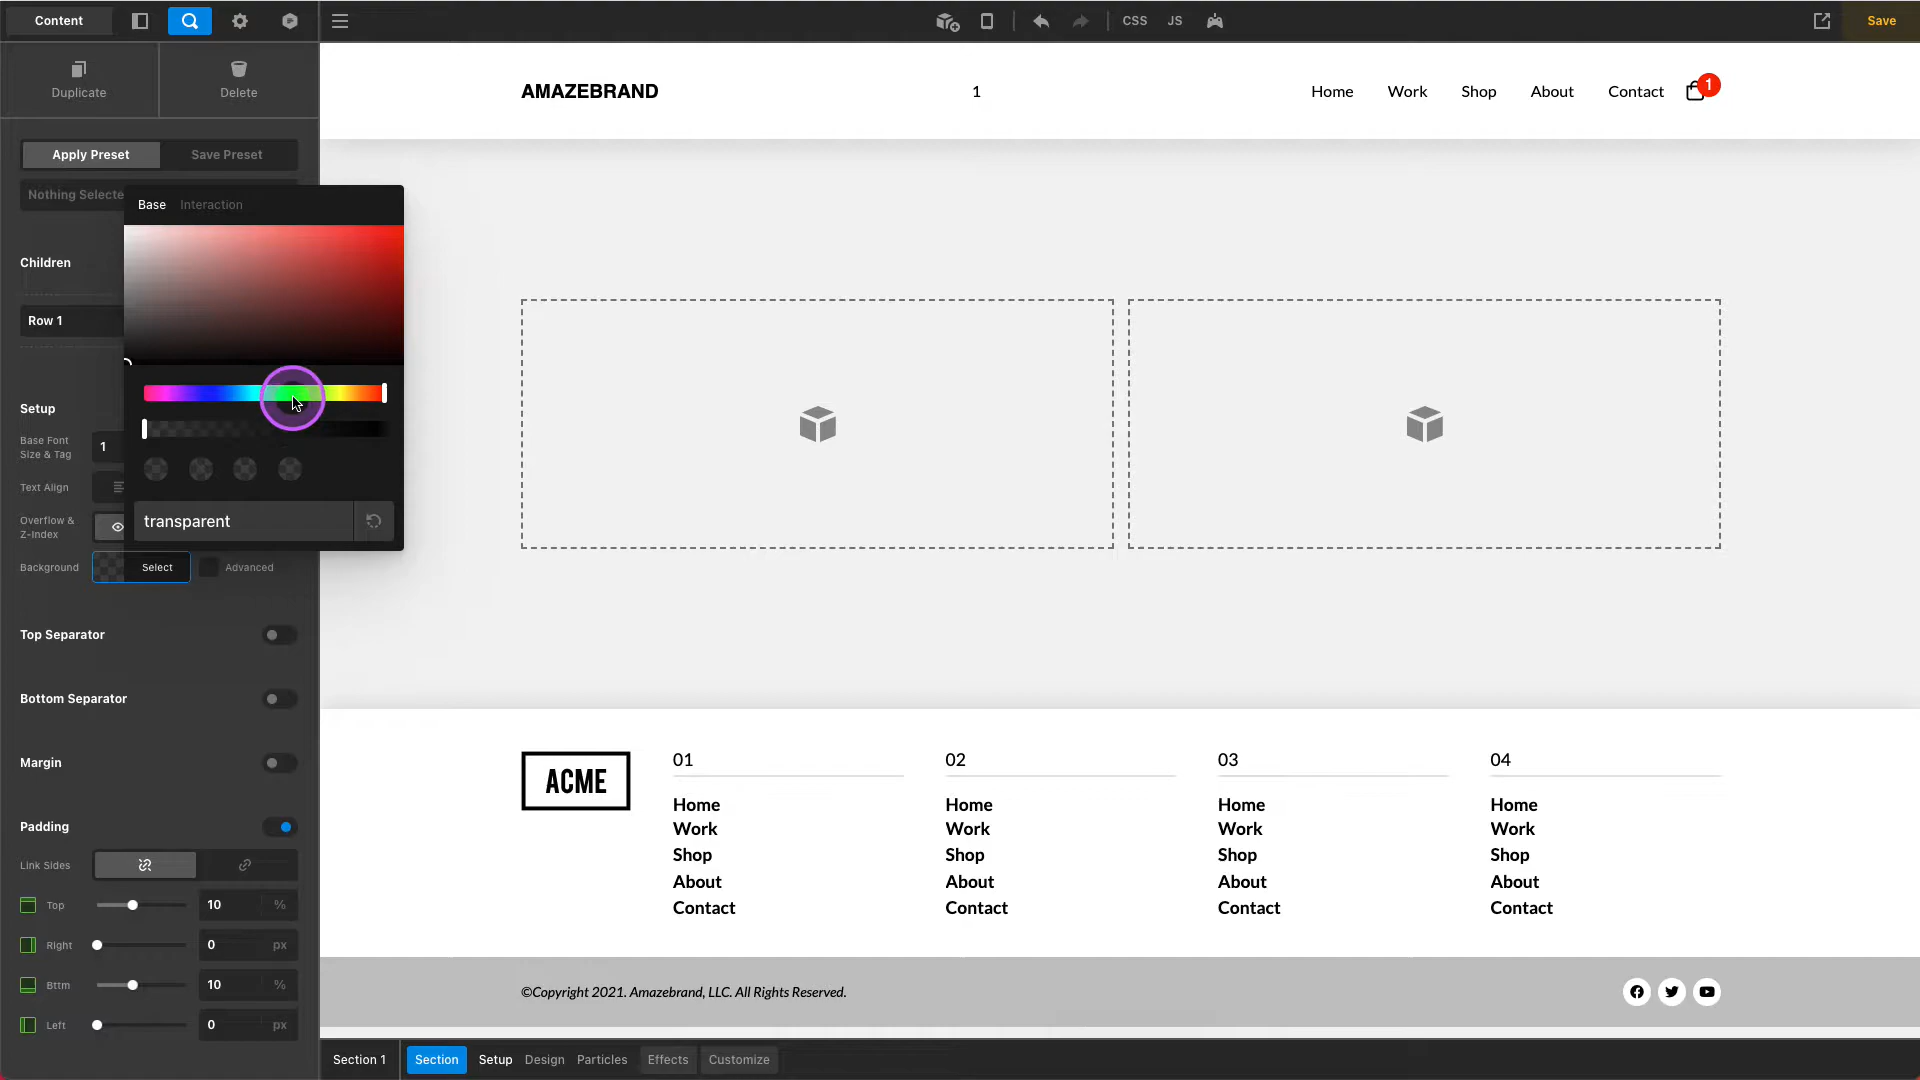 Content
CSS
JS
Save
Duplicate
Delete
Apply Preset
Save Preset
Nothing Selecte
Base
Interaction
Children
Row 1
Setup
Base Font
Size & Tag
1
Text Align
Overflow &
Z-Index
transparent
Background
Select
Advanced
Top Separator
Bottom Separator
Margin
Padding
Link Sides
Top
10
%
Right
0
px
Bttm
10
%
Left
0
px
AMAZEBRAND
1
Home
Work
Shop
About
Contact
1
ACME
01
Home
Work
Shop
About
Contact
02
Home
Work
Shop
About
Contact
03
Home
Work
Shop
About
Contact
04
Home
Work
Shop
About
Contact
©Copyright 2021. Amazebrand, LLC. All Rights Reserved.
Section 1
Section
Setup
Design
Particles
Effects
Customize